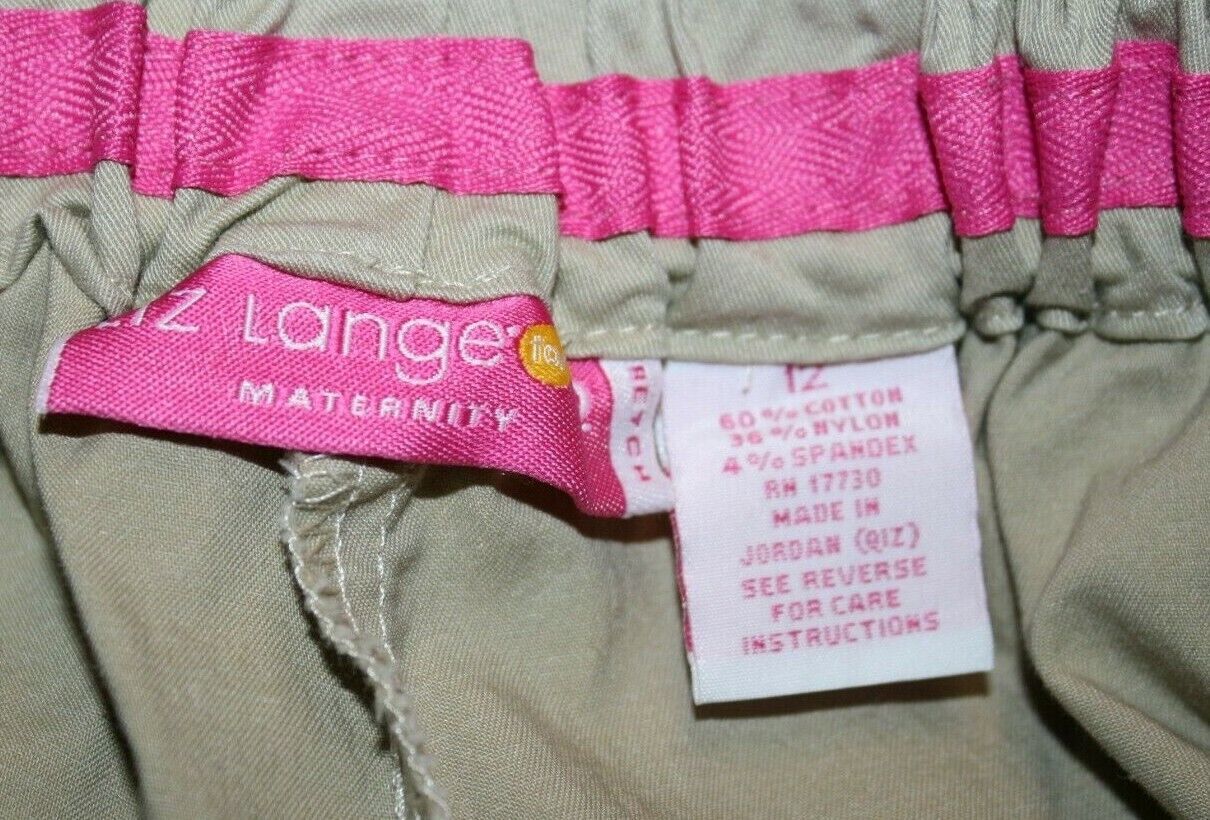 Lange
MATERNITY
12
60% COTTON
36% NYLON
4% SPANDEX
RN 17730
MADE IN
JORDAN (QIZ)
SEE REVERSE
FOR CARE
INSTRUCTIONS